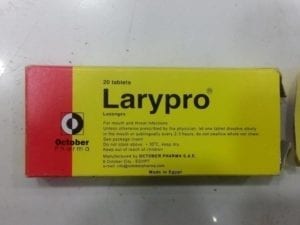 20 tablets
Larypro®
Lozenges
For mouth and throat infections
Unless otherwise prescribed by the physician, let one tablet dissolve slowly
in the mouth or sublingually every 2-3 hours, do not swallow whole nor chew.
See package insert
Do not store above + 30°C, keep dry.
Keep out of reach of children
Manufactured by OCTOBER PHARMA S.A.E.
6 October City - EGYPT
Made in Egypt
October
Pharma